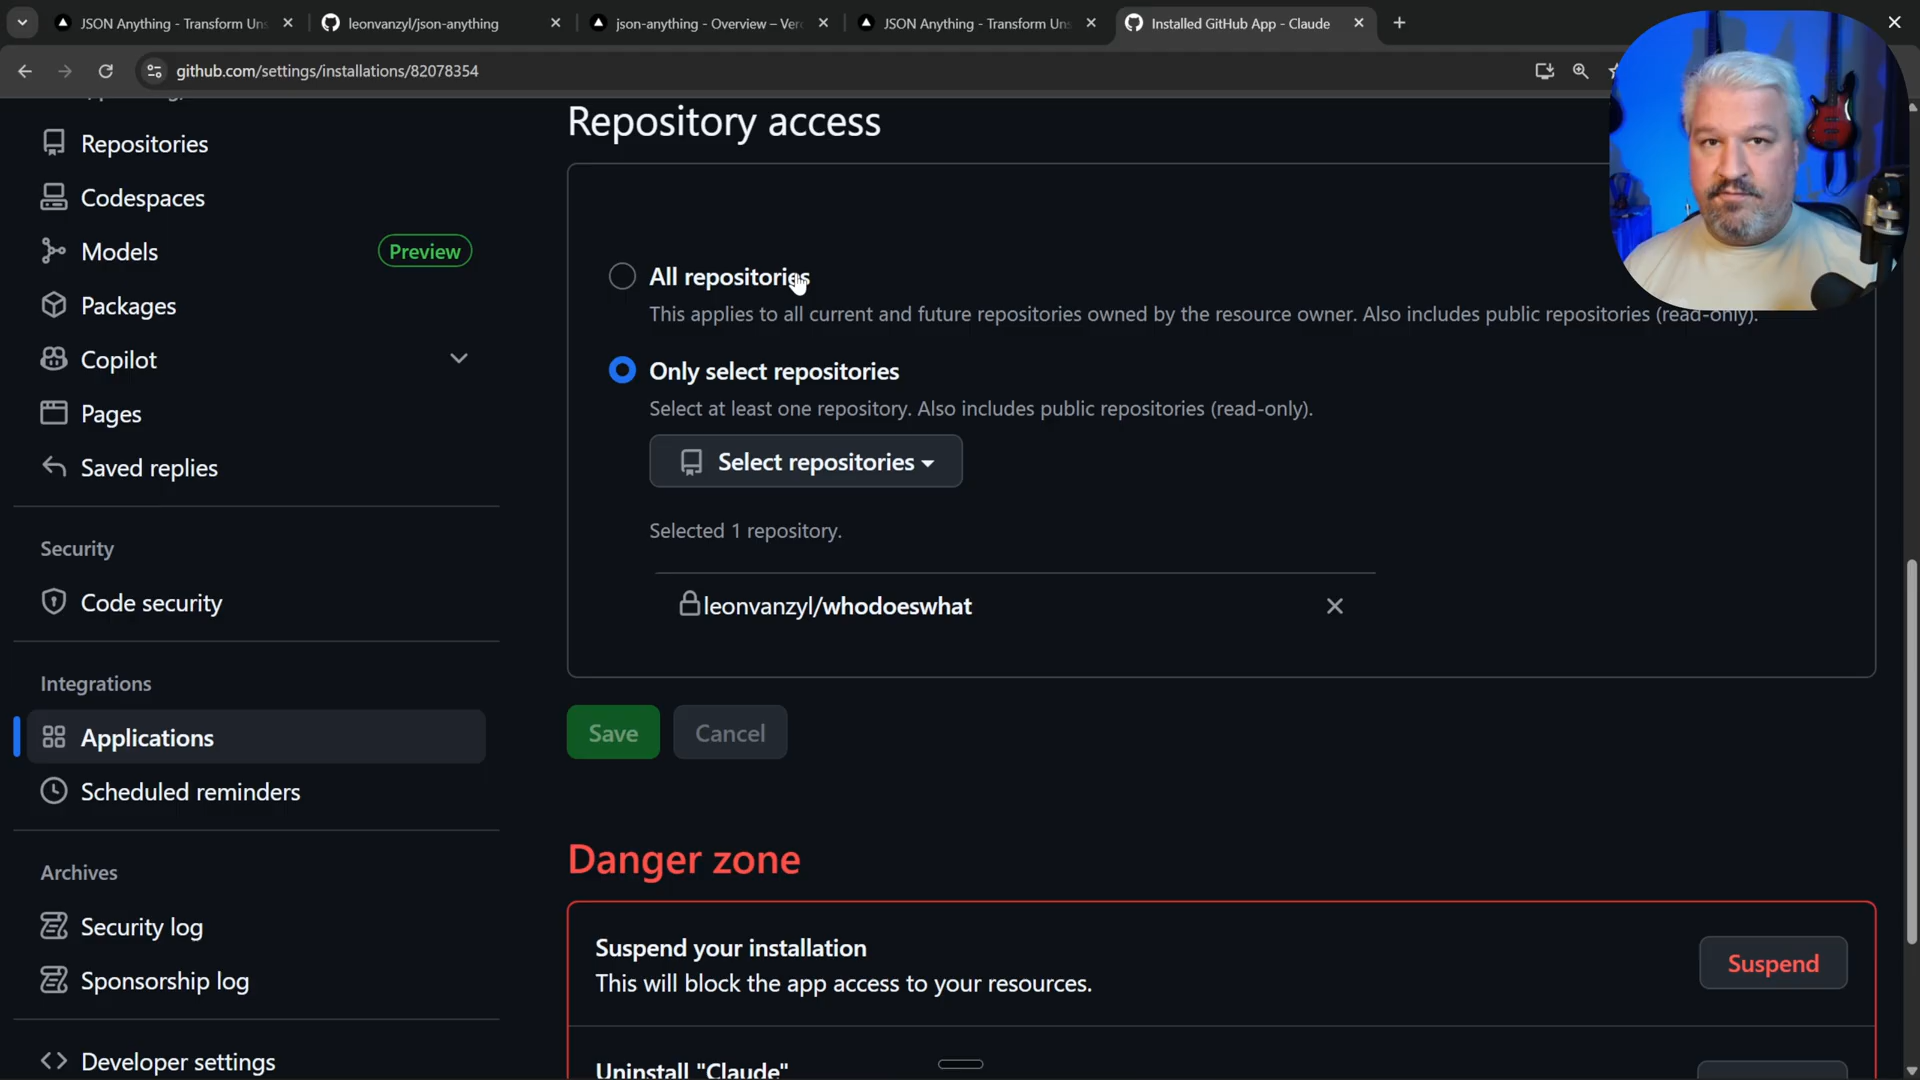 JSON Anything - Transform Uns
leonvanzyl/json-anything
json-anything - Overview – Ver
JSON Anything - Transform Uns
Installed GitHub App - Claude
github.com/settings/installations/82078354
Repositories
Codespaces
Models
Preview
Packages
Copilot
Pages
Saved replies
Security
Code security
Integrations
Applications
Scheduled reminders
Archives
Security log
Sponsorship log
Developer settings
Repository access
All repositories
This applies to all current and future repositories owned by the resource owner. Also includes public repositories (read-only).
Only select repositories
Select at least one repository. Also includes public repositories (read-only).
Select repositories
Selected 1 repository.
leonvanzyl/whodoeswhat
Save
Cancel
Danger zone
Suspend your installation
This will block the app access to your resources.
Suspend
Uninstall "Claude"